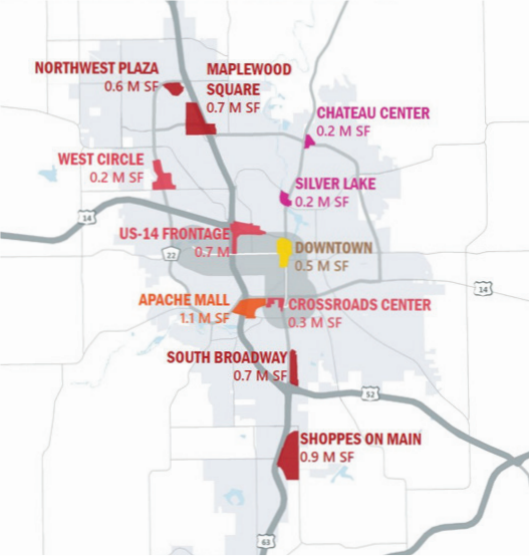 NORTHWEST PLAZA
0.6 M SF
MAPLEWOOD
SQUARE
0.7 M SF
CHATEAU CENTER
0.2 M SF
WEST CIRCLE
0.2 M SF
SILVER LAKE
0.2 M SF
14
US-14 FRONTAGE
0.7 M
22
DOWNTOWN
0.5 M SF
14
APACHE MALL
1.1 M SF
CROSSROADS CENTER
0.3 M SF
SOUTH BROADWAY
0.7 M SF
52
SHOPPES ON MAIN
0.9 M SF
63